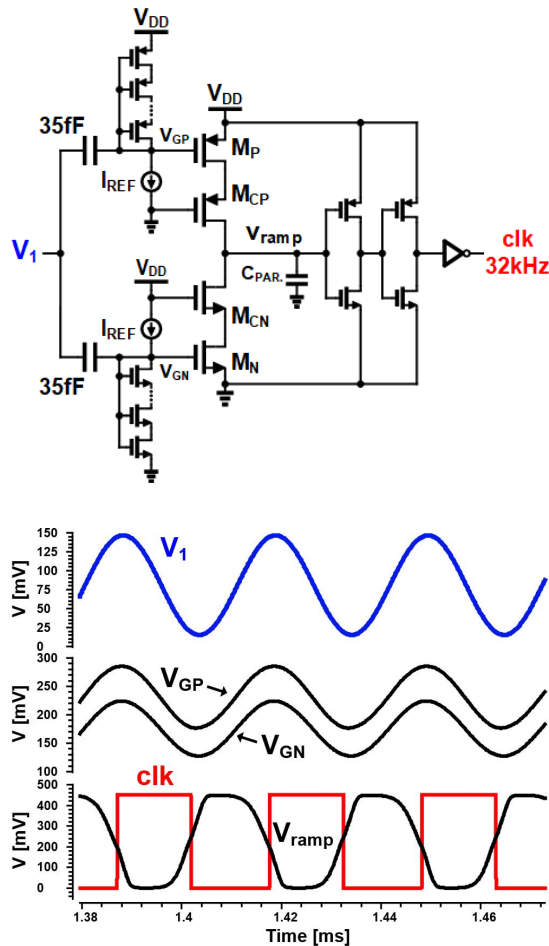 VDD
VDD
35fF
VGP
MP
IREF
MCP
V1
Vramp
clk
32kHz
CPAR.
VDD
IREF
MCN
VGN
MN
35fF
150
125
100
75
50
25
0
V [mV]
V1
300
250
200
150
100
V [mV]
VGP
VGN
clk
500
400
300
200
100
0
V [mV]
Vramp
1.38
1.4
1.42
1.44
1.46
Time [ms]